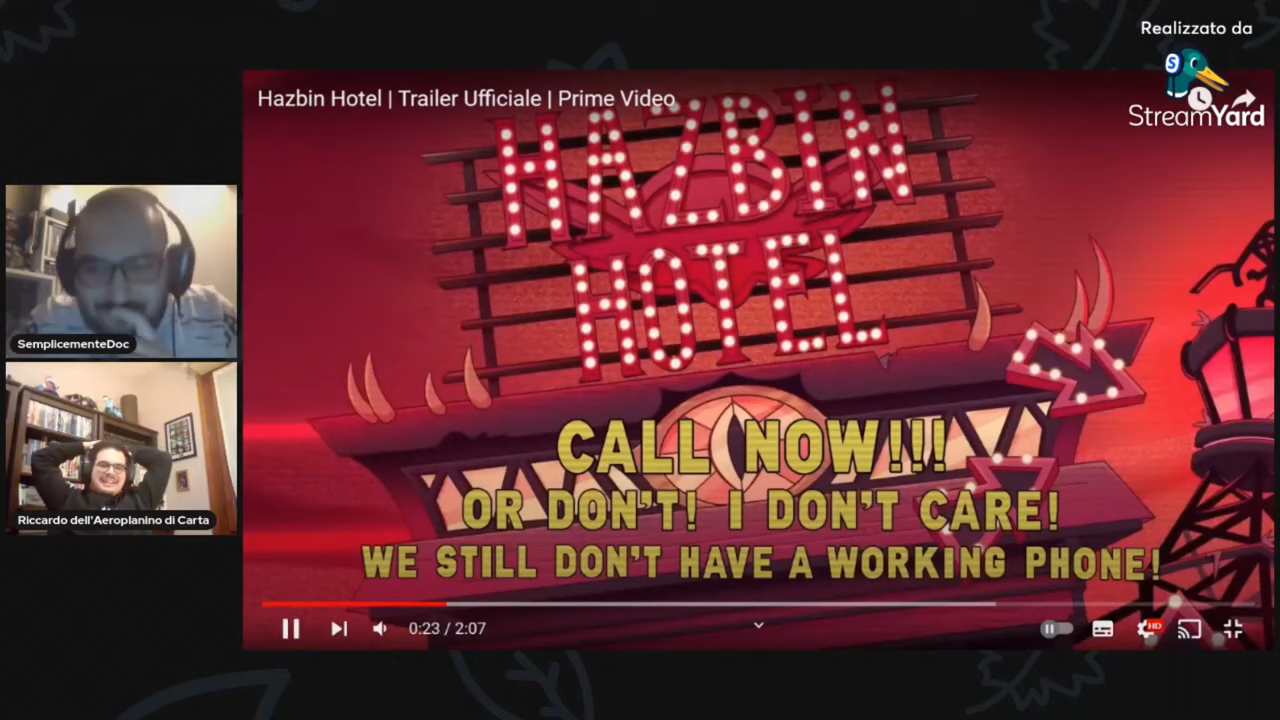 Realizzato da
S
StreamYard
Hazbin Hotel | Trailer Ufficiale | Prime Video
HAZBIN
HOTEL
CALL NOW!!!
OR DON'T! I DON'T CARE!
WE STILL DON'T HAVE A WORKING PHONE!
SemplicementeDoc
Riccardo dell'Aeroplanino di Carta
0:23 / 2:07
HD